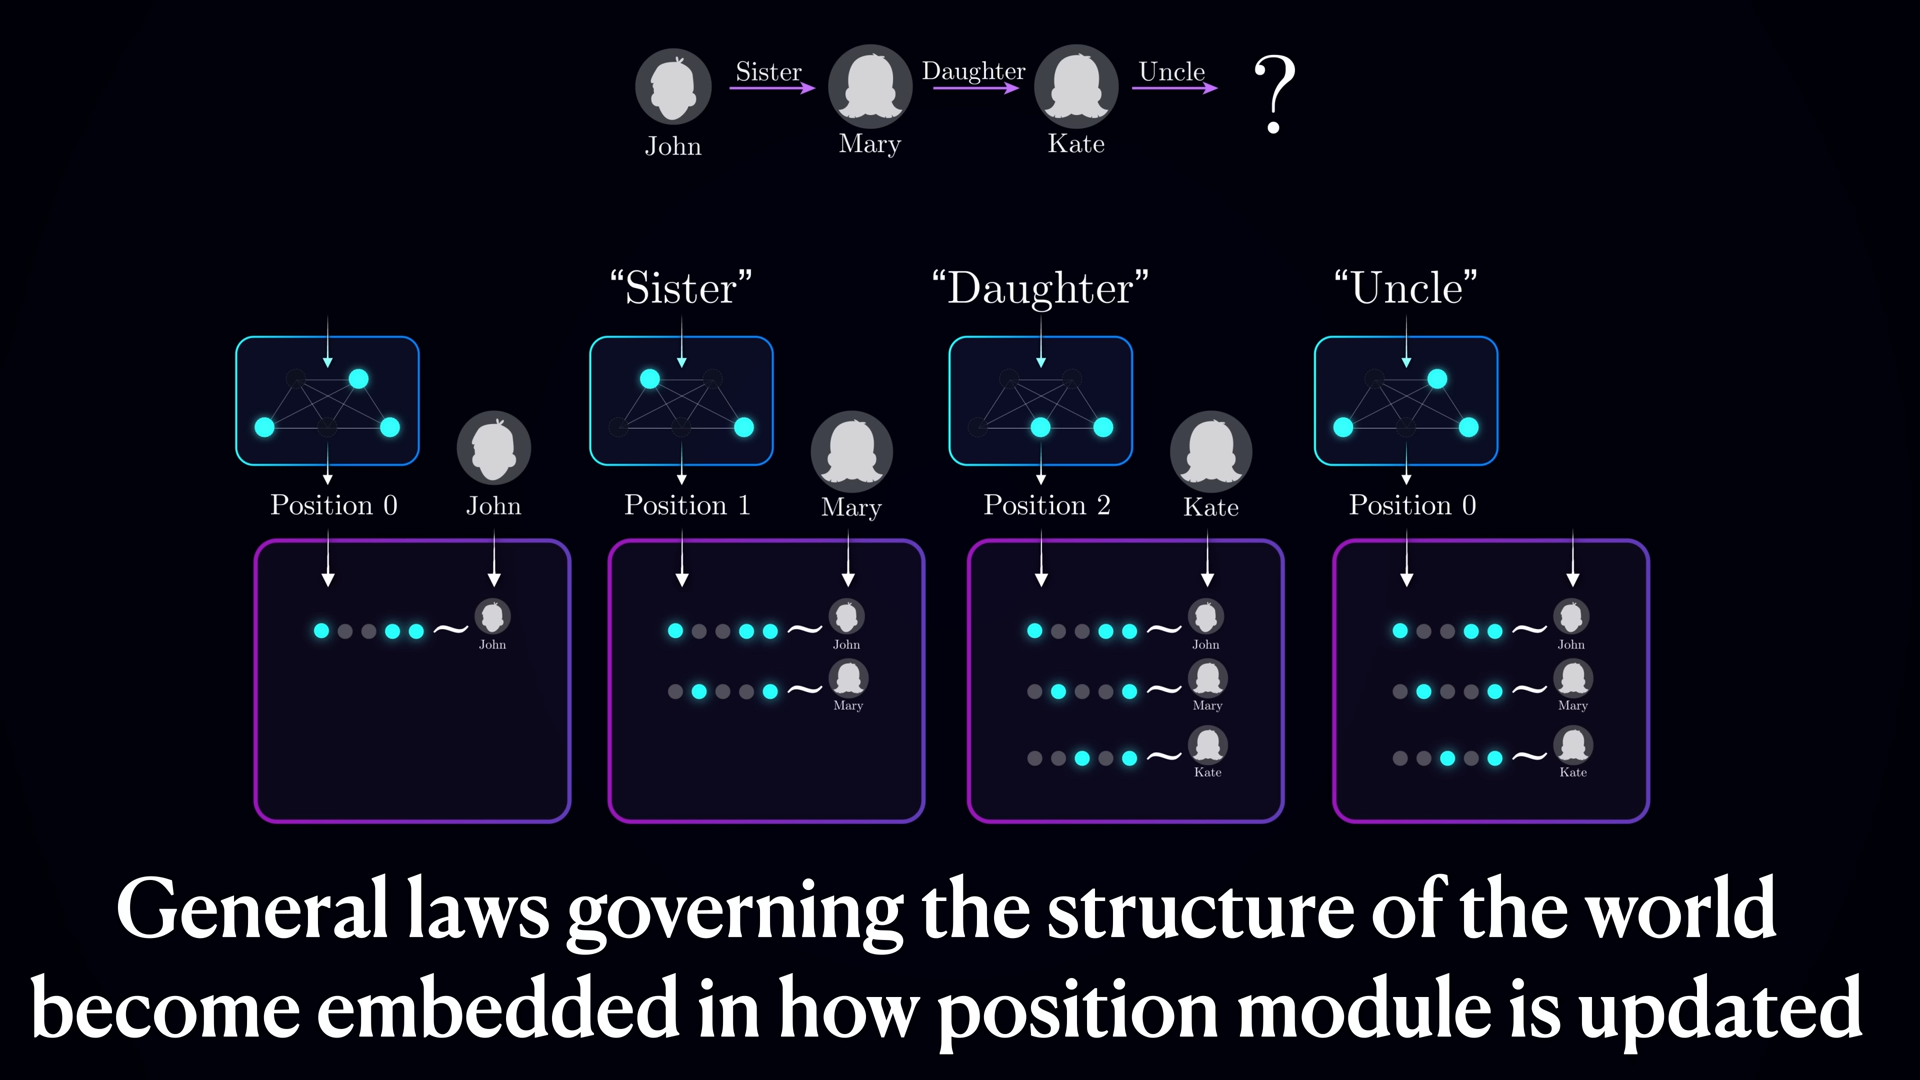 Sister Daughter Uncle ?
John Mary Kate
“Sister” “Daughter” “Uncle”
Position 0 John Position 1 Mary Position 2 Kate Position 0
John John John John
Mary Mary Mary
Kate Kate
General laws governing the structure of the world
become embedded in how position module is updated